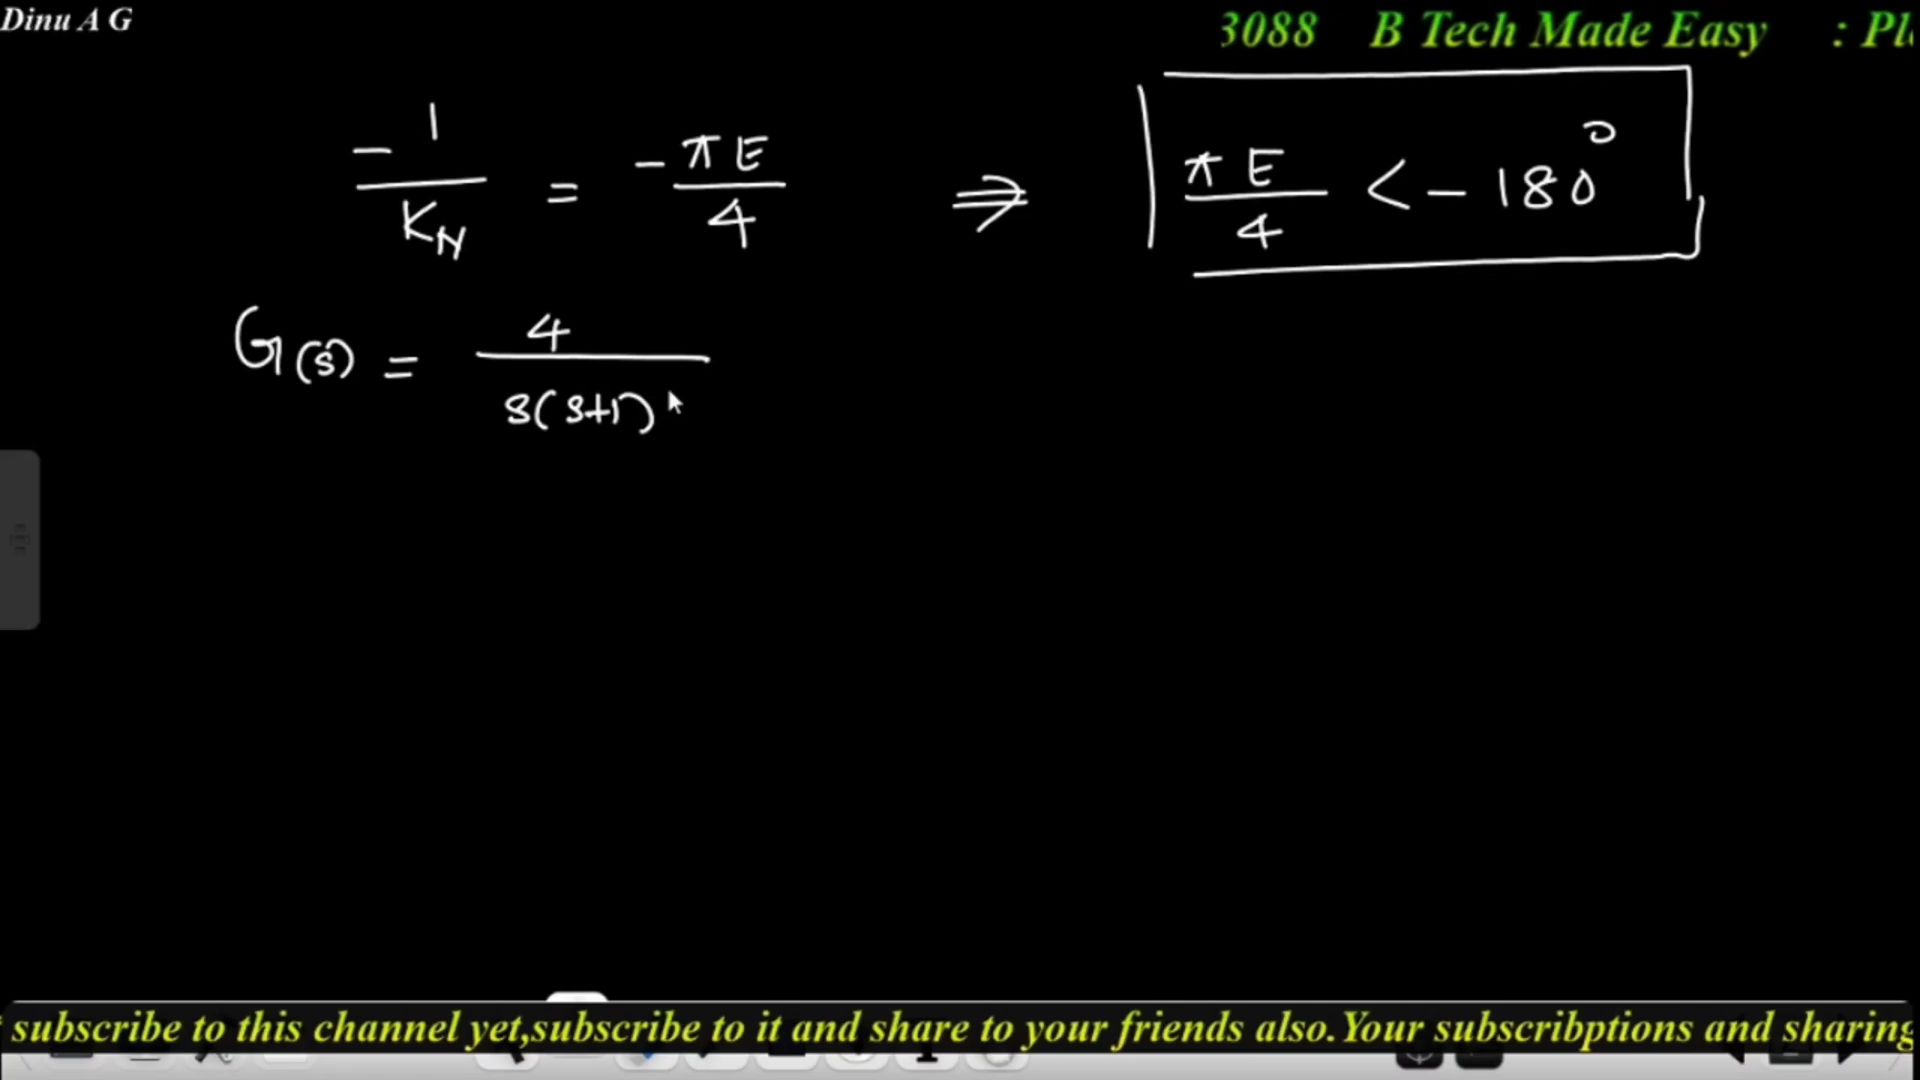 Dinu A G
3088 B Tech Made Easy : Pl
-1/K_N = -πE/4 ⇒ πE/4 < -180°
G(s) = 4/s(s+1)
subscribe to this channel yet,subscribe to it and share to your friends also.Your subscribptions and sharing